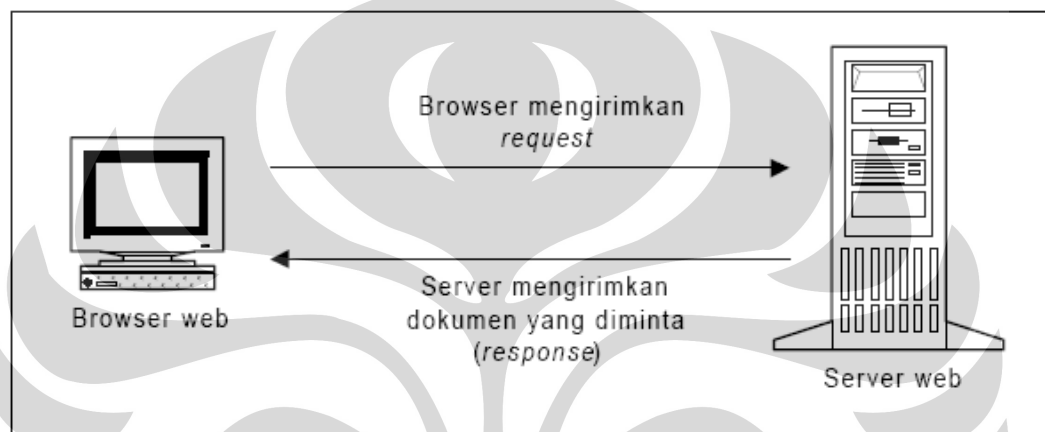 Browser mengirimkan
request
Browser web
Server mengirimkan
dokumen yang diminta
(response)
Server web